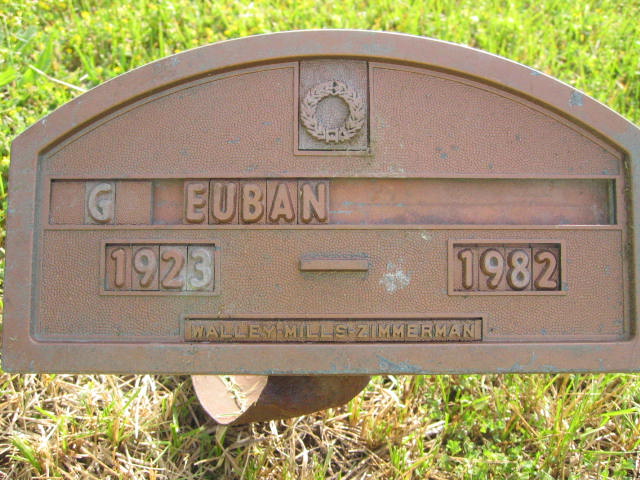 G EUBAN
1923 - 1982
WALLEY-MILLS-ZIMMERMAN